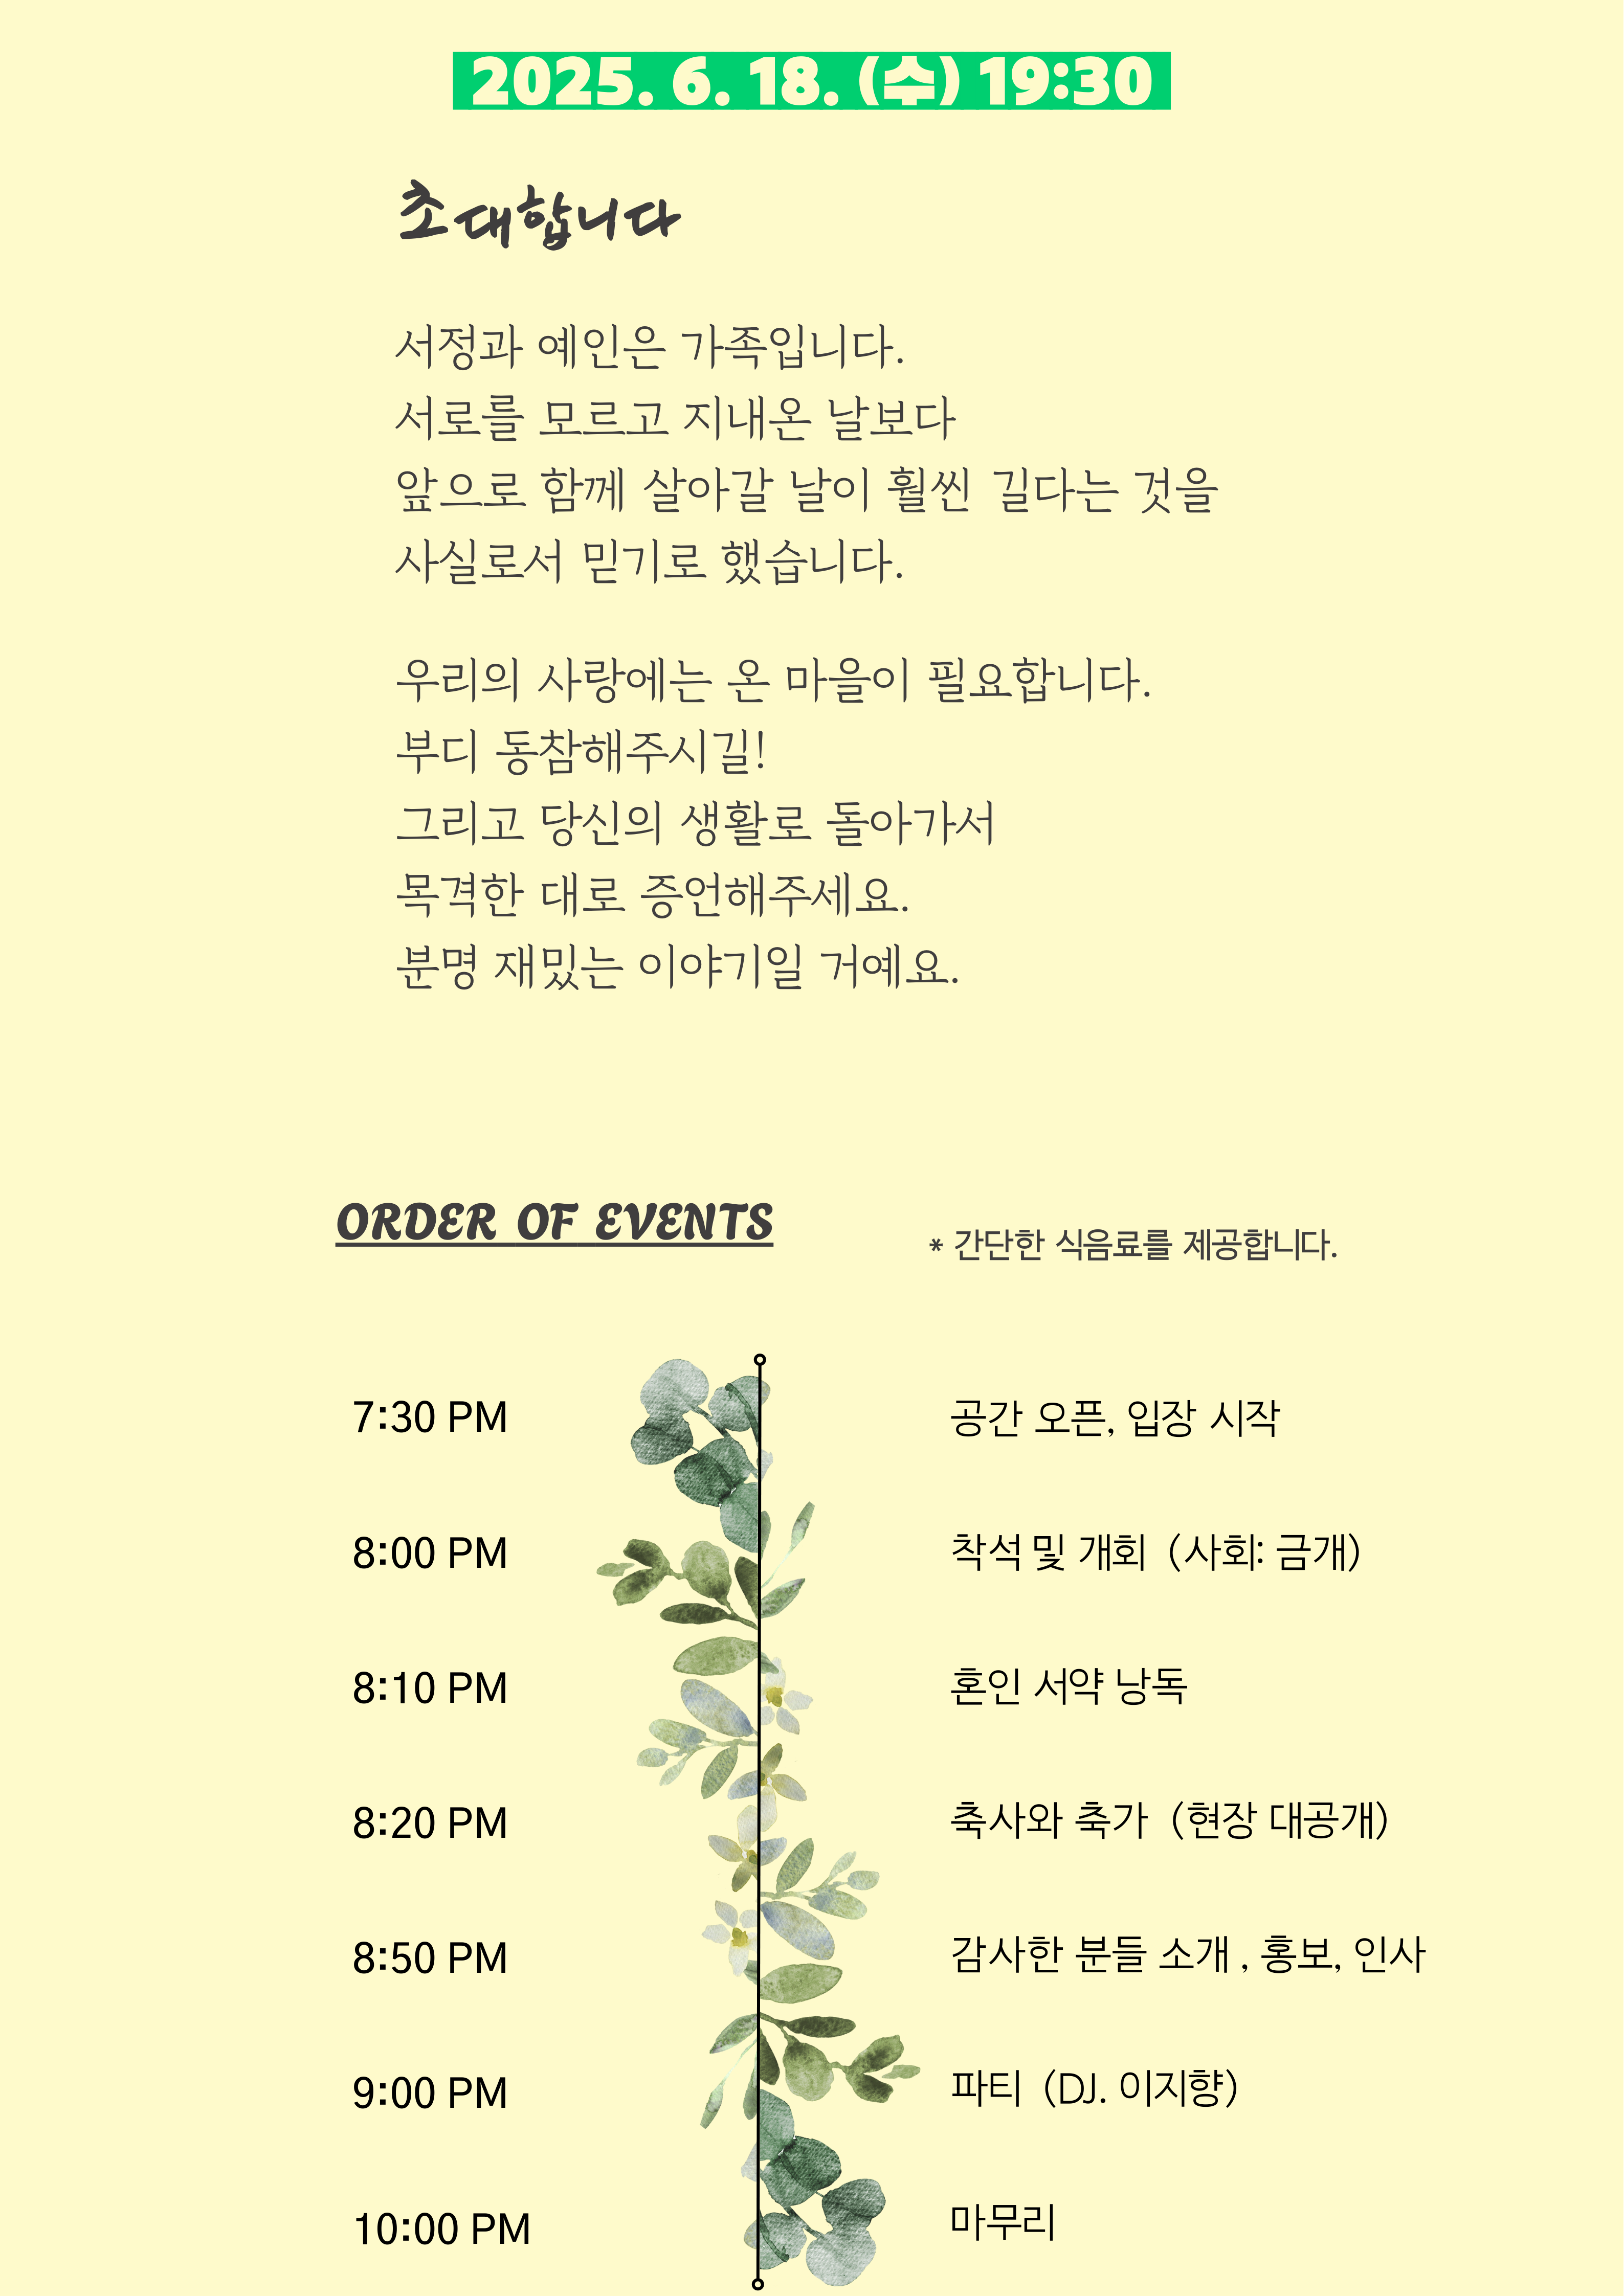 2025. 6. 18. (수) 19:30
초대합니다
서정과 예인은 가족입니다.
서로를 모르고 지내온 날보다
앞으로 함께 살아갈 날이 훨씬 길다는 것을
사실로서 믿기로 했습니다.
우리의 사랑에는 온 마을이 필요합니다.
부디 동참해주시길!
그리고 당신의 생활로 돌아가서
목격한 대로 증언해주세요.
분명 재밌는 이야기일 거예요.
ORDER OF EVENTS
* 간단한 식음료를 제공합니다.
7:30 PM 공간 오픈, 입장 시작
8:00 PM 착석 및 개회 (사회: 금개)
8:10 PM 혼인 서약 낭독
8:20 PM 축사와 축가 (현장 대공개)
8:50 PM 감사한 분들 소개 , 홍보, 인사
9:00 PM 파티 (DJ. 이지향)
10:00 PM 마무리